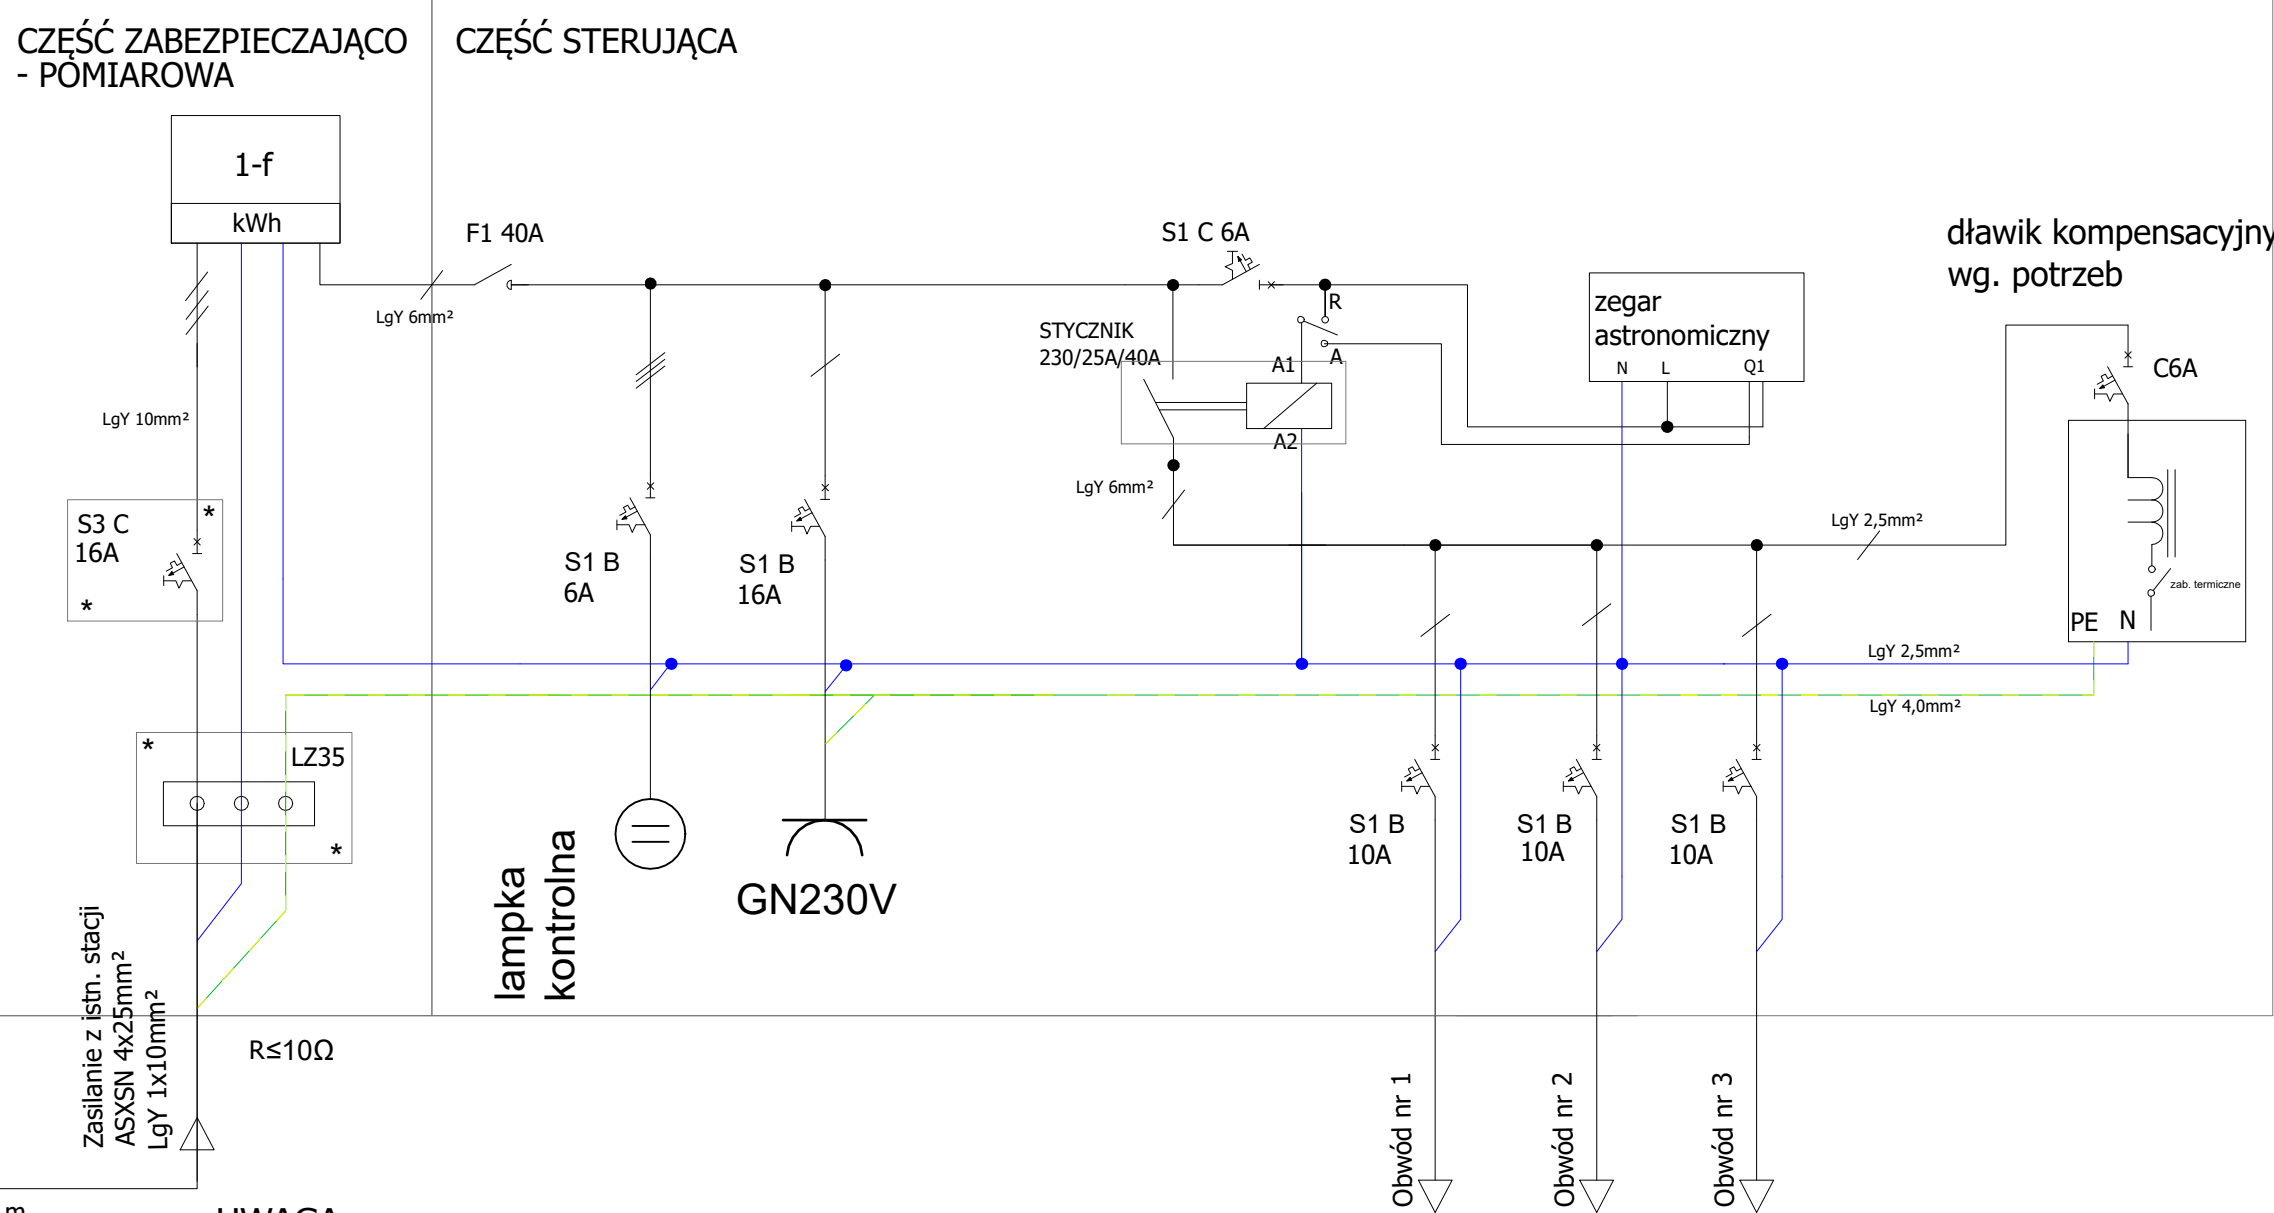 CZĘŚĆ ZABEZPIECZAJĄCO
- POMIAROWA
CZĘŚĆ STERUJĄCA
1-f
kWh
F1 40A
LgY 6mm²
LgY 10mm²
S3 C
16A
*
*
S1 B
6A
S1 B
16A
S1 C 6A
STYCZNIK
230/25A/40A
R
A
A1
A2
LgY 6mm²
zegar
astronomiczny
N L Q1
dławik kompensacyjny
wg. potrzeb
C6A
zab. termiczne
PE N
LgY 2,5mm²
LgY 2,5mm²
LgY 4,0mm²
*
LZ35
*
lampka
kontrolna
GN230V
S1 B
10A
S1 B
10A
S1 B
10A
Zasilanie z istn. stacji
ASXSN 4x25mm²
LgY 1x10mm²
R≤10Ω
Obwód nr 1
Obwód nr 2
Obwód nr 3
m
UWAGA